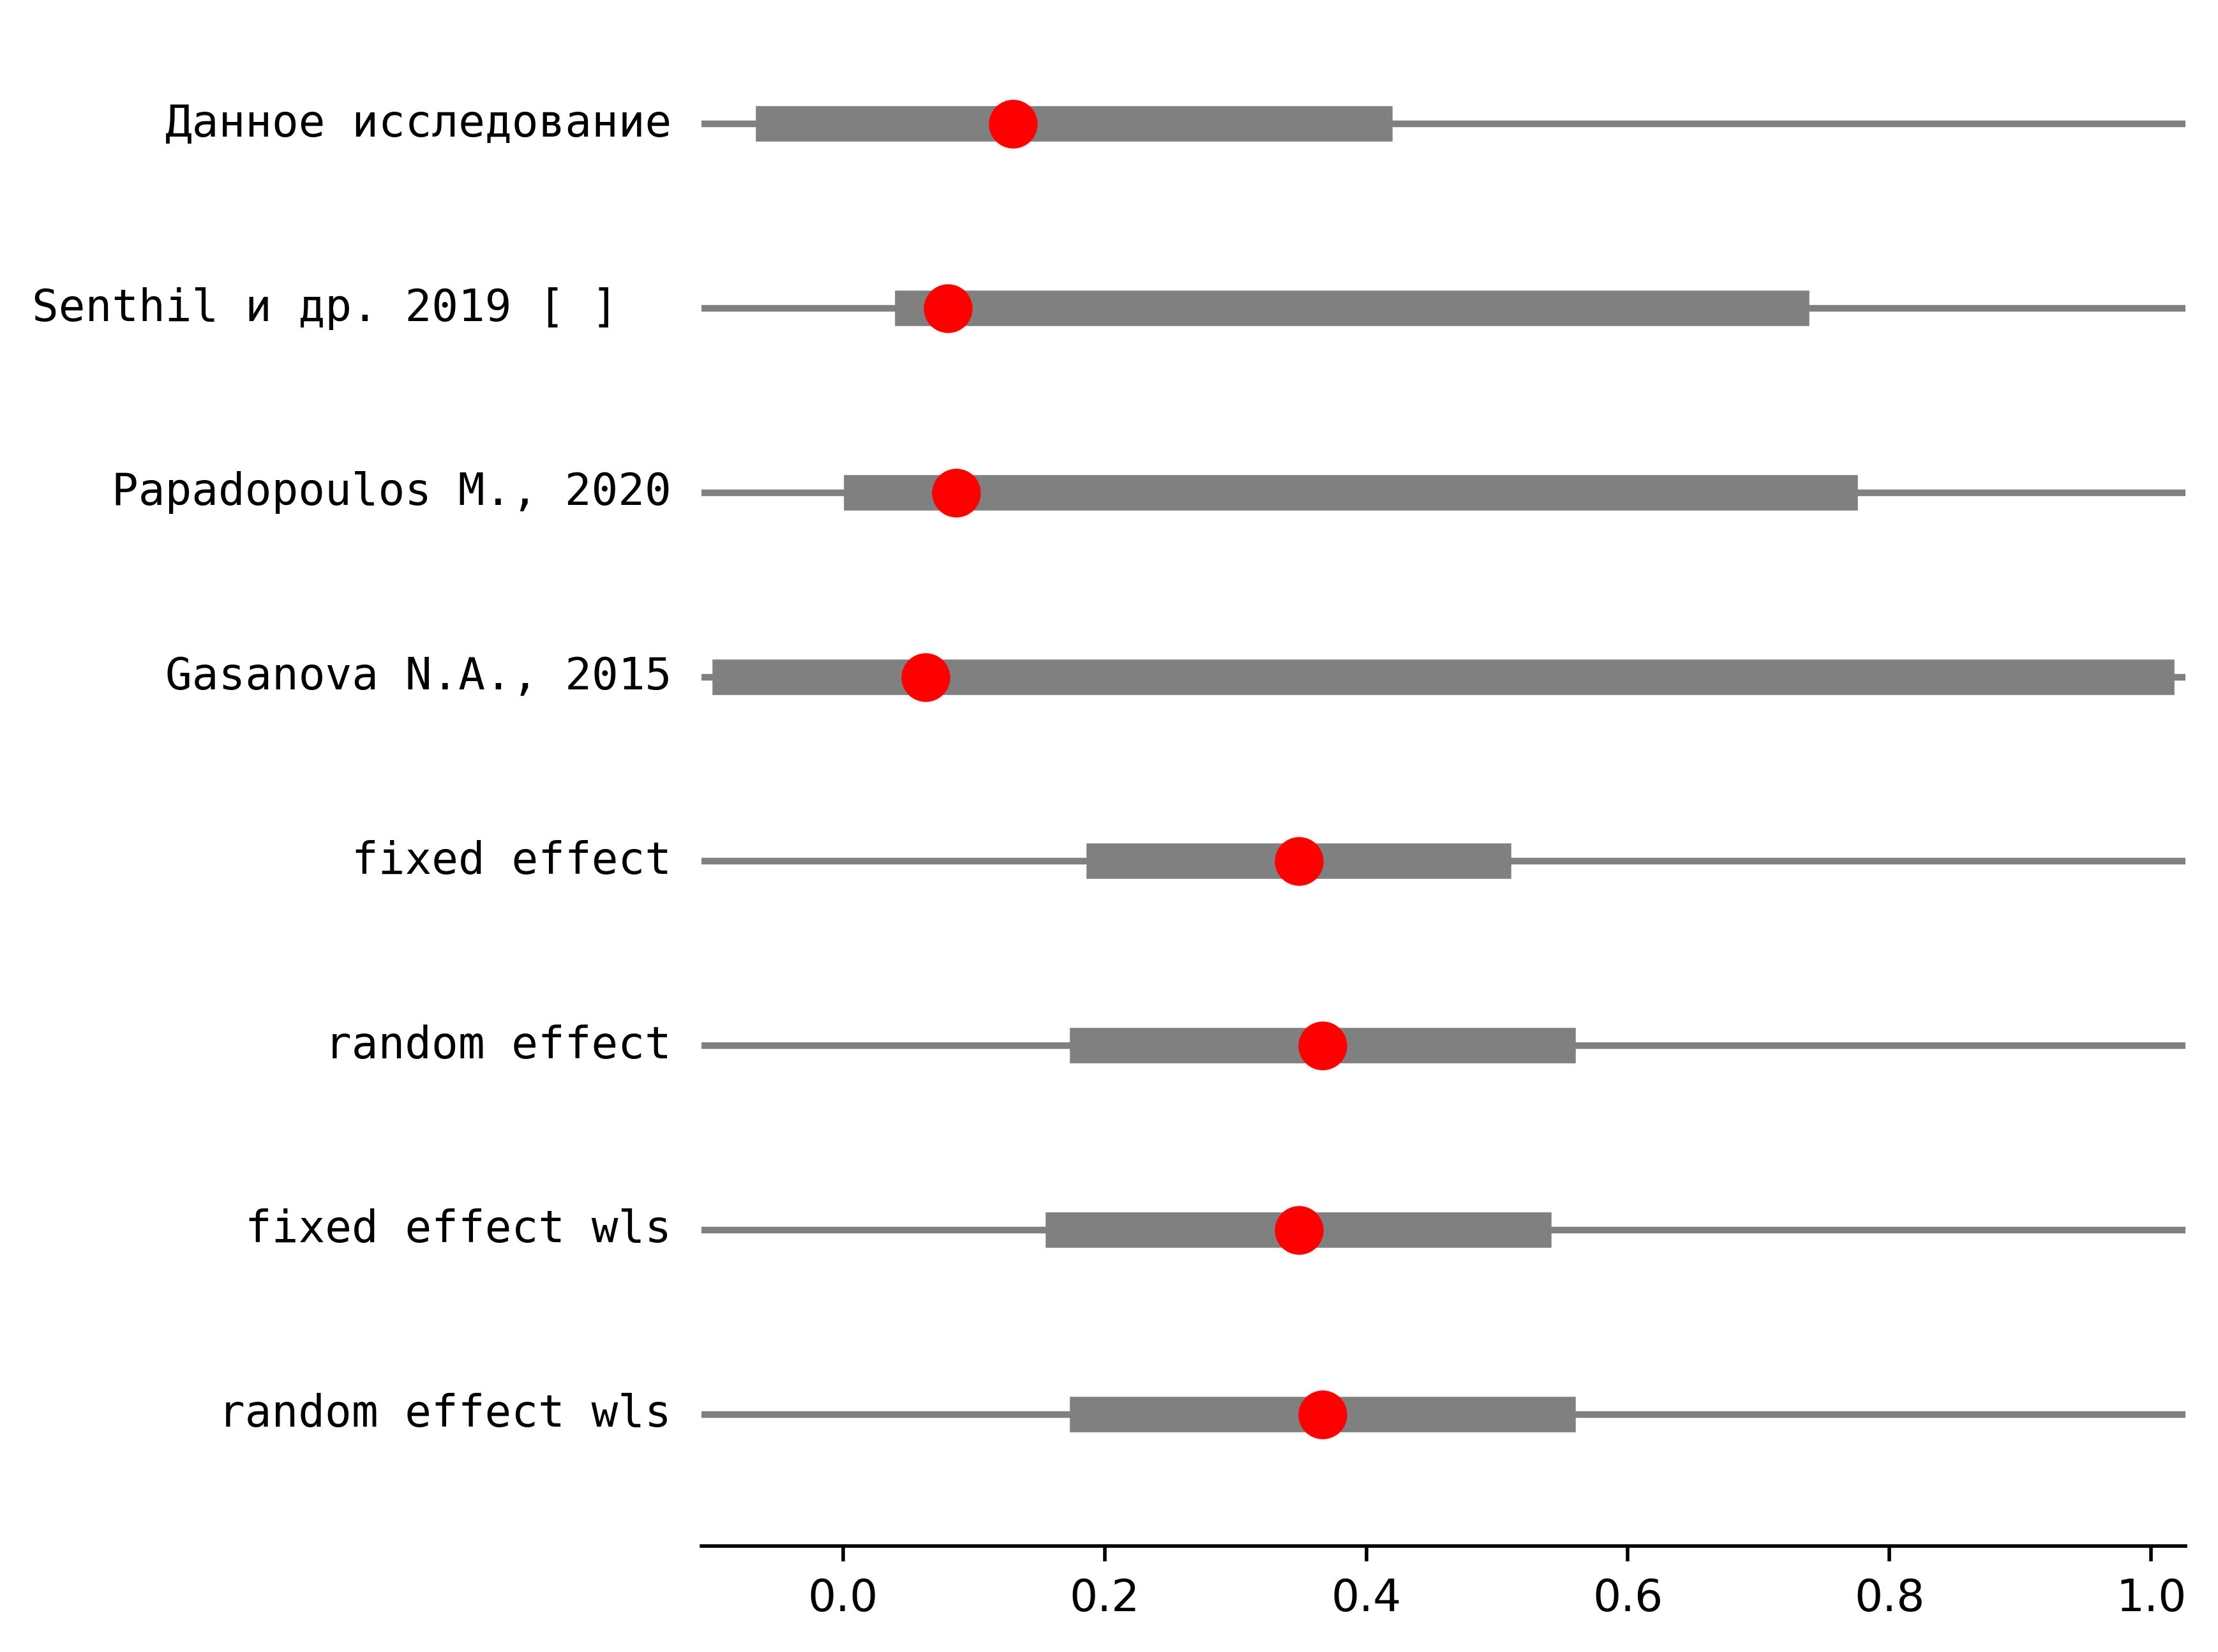 Данное исследование
Senthil и др. 2019 [ ]
Papadopoulos M., 2020
Gasanova N.A., 2015
fixed effect
random effect
fixed effect wls
random effect wls
0.0 0.2 0.4 0.6 0.8 1.0